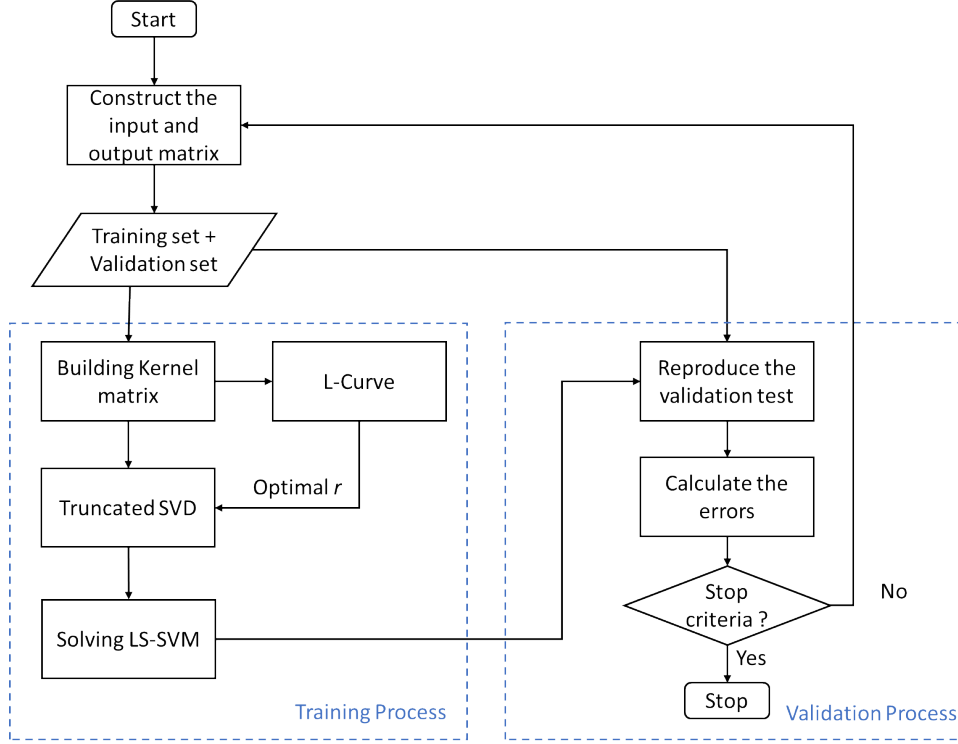 Start
Construct the
input and
output matrix
Training set +
Validation set
Building Kernel
matrix
L-Curve
Optimal r
Truncated SVD
Solving LS-SVM
Training Process
Reproduce the
validation test
Calculate the
errors
Stop
criteria ?
No
Yes
Stop
Validation Process